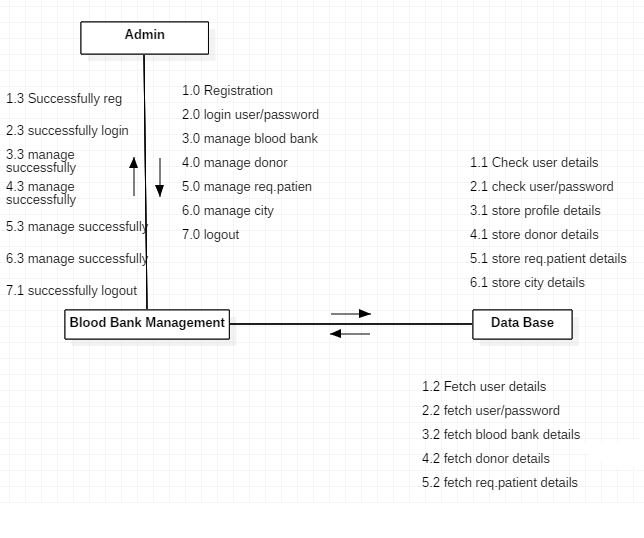 Admin
1.3 Successfully reg
2.3 successfully login
3.3 manage
successfully
4.3 manage
successfully
5.3 manage successfully
6.3 manage successfully
7.1 successfully logout
1.0 Registration
2.0 login user/password
3.0 manage blood bank
4.0 manage donor
5.0 manage req.patien
6.0 manage city
7.0 logout
1.1 Check user details
2.1 check user/password
3.1 store profile details
4.1 store donor details
5.1 store req.patient details
6.1 store city details
Blood Bank Management
Data Base
1.2 Fetch user details
2.2 fetch user/password
3.2 fetch blood bank details
4.2 fetch donor details
5.2 fetch req.patient details